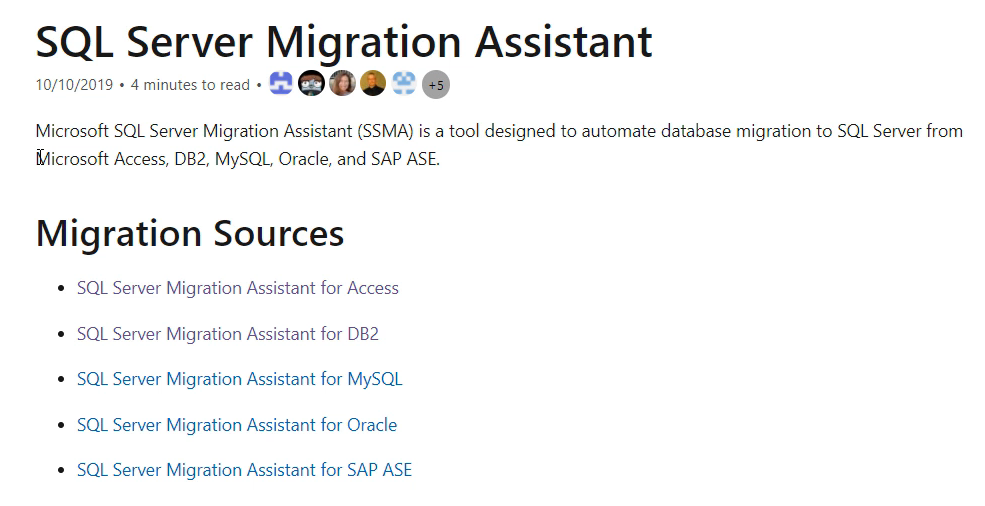 SQL Server Migration Assistant
10/10/2019 • 4 minutes to read • +5
Microsoft SQL Server Migration Assistant (SSMA) is a tool designed to automate database migration to SQL Server from
Microsoft Access, DB2, MySQL, Oracle, and SAP ASE.
Migration Sources
• SQL Server Migration Assistant for Access
• SQL Server Migration Assistant for DB2
• SQL Server Migration Assistant for MySQL
• SQL Server Migration Assistant for Oracle
• SQL Server Migration Assistant for SAP ASE